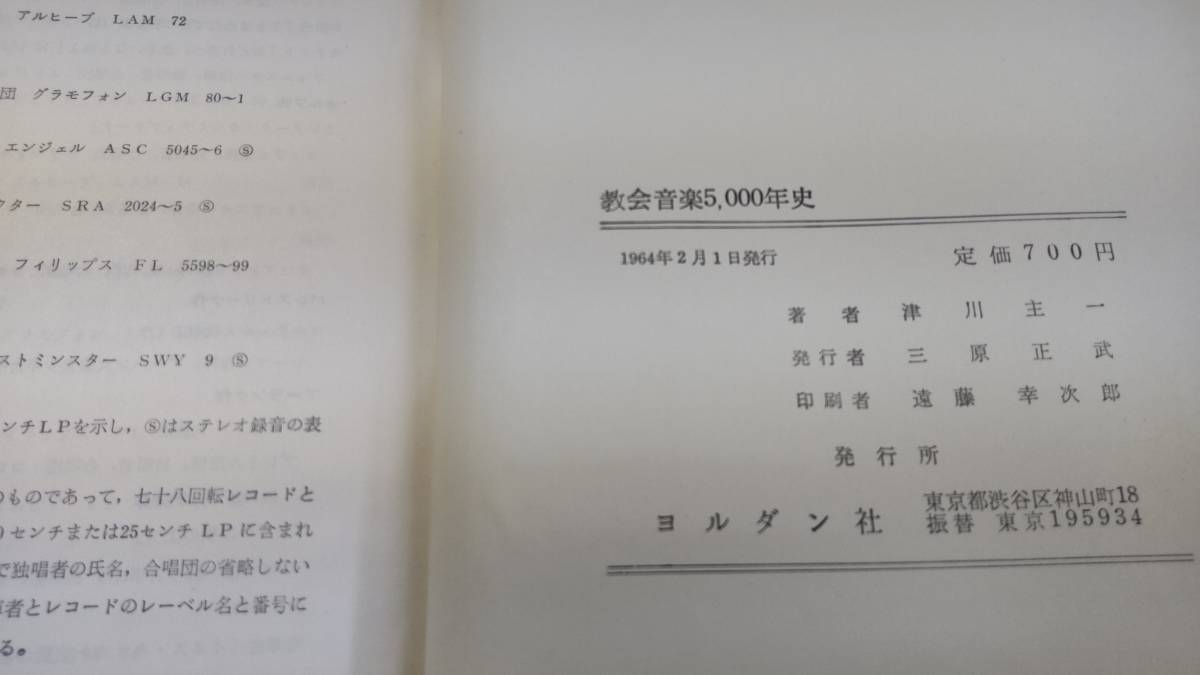 アルヒーブ LAM 72
団 グラモフォン LGM 80〜1
エンジェル ASC 5045〜6 Ⓢ
クター SRA 2024〜5 Ⓢ
フィリップス FL 5598〜99
ストミンスター SWY 9 Ⓢ
ンチLPを示し，Ⓢはステレオ録音の表
のものであって，七十八回転レコードと
センチまたは25センチLPに含まれ
で独唱者の氏名，合唱団の省略しない
者とレコードのレーベル名と番号に
る。
教会音楽5,000年史
1964年2月1日発行 定価700円
著者 津川主一
発行者 三原正武
印刷者 遠藤幸次郎
発行所
ヨルダン社 東京都渋谷区神山町18
振替 東京195934